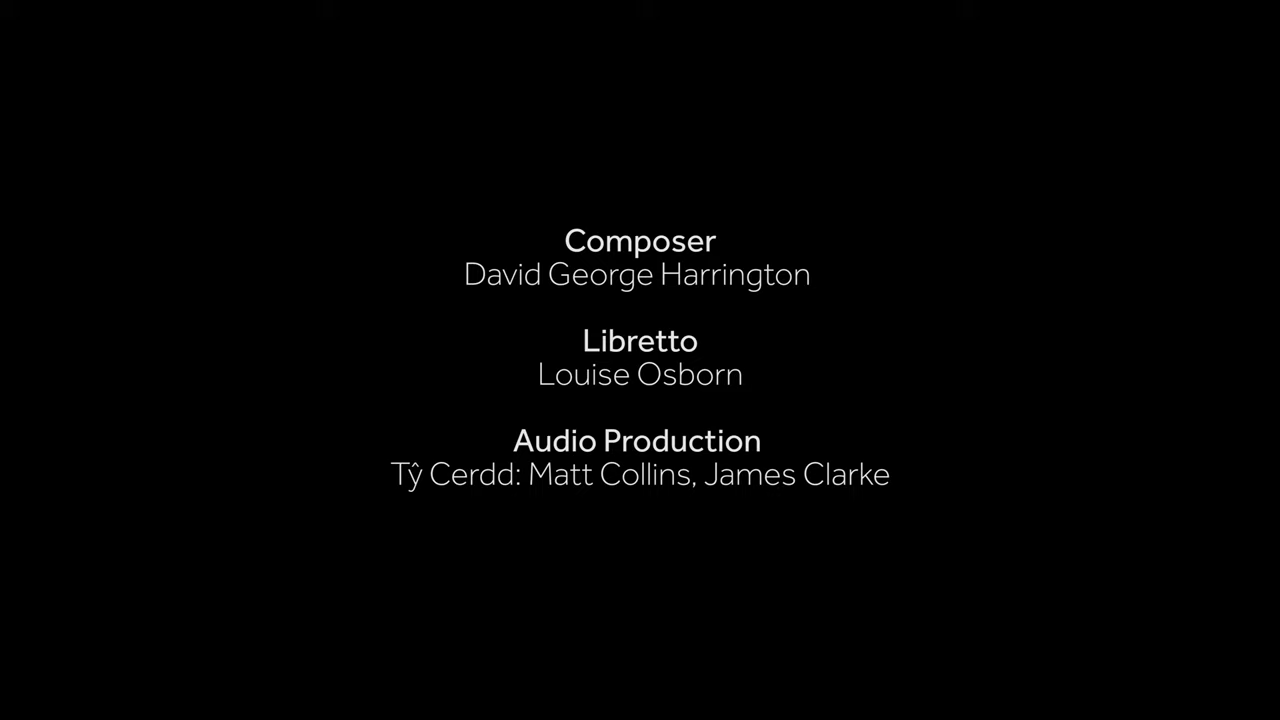 Composer
David George Harrington
Libretto
Louise Osborn
Audio Production
Tŷ Cerdd: Matt Collins, James Clarke